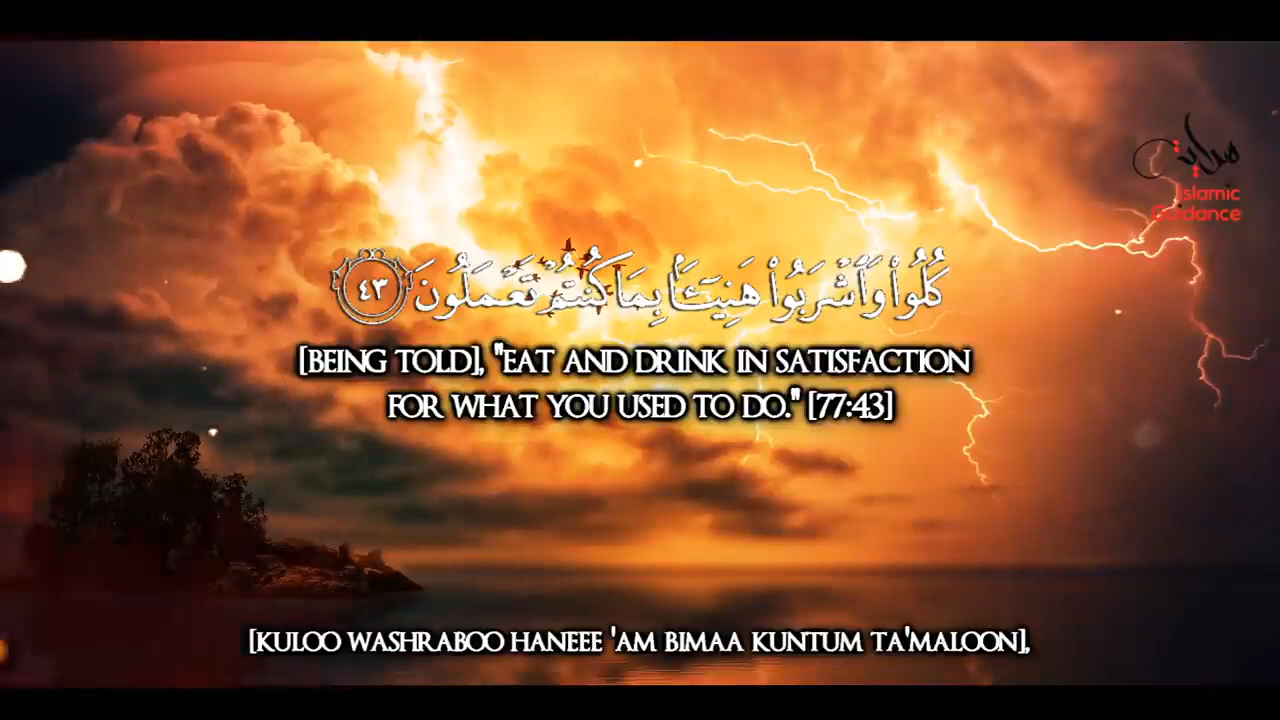 هداية
Islamic
Guidance
كُلُوا۟ وَٱشْرَبُوا۟ هَنِيٓـَٔۢا بِمَا كُنتُمْ تَعْمَلُونَ ٤٣
[BEING TOLD], "EAT AND DRINK IN SATISFACTION
FOR WHAT YOU USED TO DO." [77:43]
[KULOO WASHRABOO HANEEE 'AM BIMAA KUNTUM TA'MALOON],